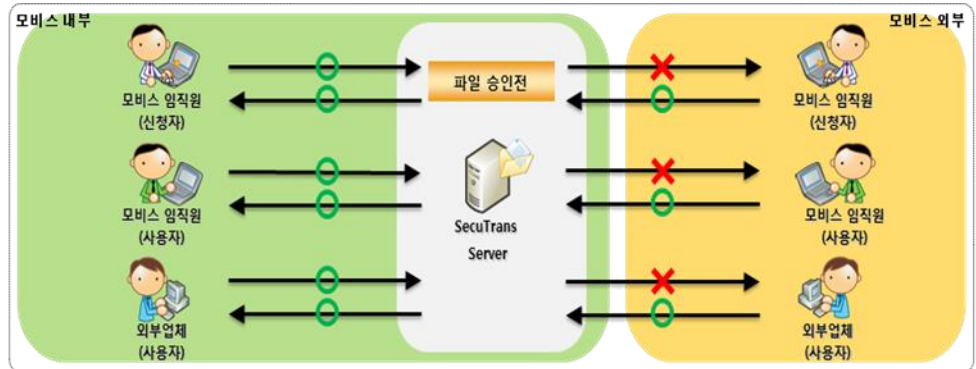 모비스 내부
모비스 외부
파일 승인전
모비스 임직원
(신청자)
모비스 임직원
(신청자)
모비스 임직원
(사용자)
SecuTrans
Server
모비스 임직원
(사용자)
외부업체
(사용자)
외부업체
(사용자)